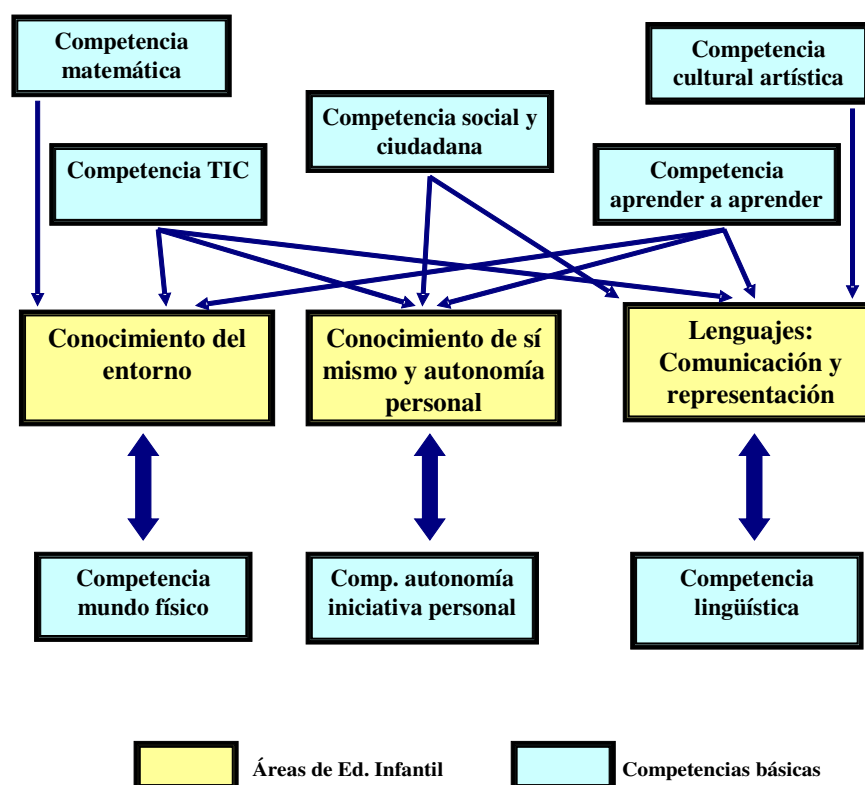 Competencia
matemática
Competencia
cultural artística
Competencia social y
ciudadana
Competencia TIC
Competencia
aprender a aprender
Conocimiento del
entorno
Conocimiento de sí
mismo y autonomía
personal
Lenguajes:
Comunicación y
representación
Competencia
mundo físico
Comp. autonomía
iniciativa personal
Competencia
lingüística
Áreas de Ed. Infantil
Competencias básicas